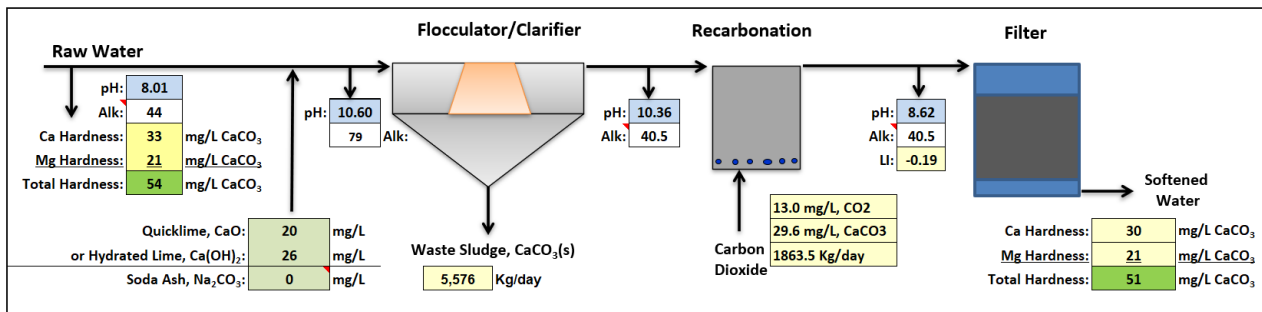 Raw Water
pH: 8.01
Alk: 44
Ca Hardness: 33 mg/L CaCO₃
Mg Hardness: 21 mg/L CaCO₃
Total Hardness: 54 mg/L CaCO₃
Quicklime, CaO: 20 mg/L
or Hydrated Lime, Ca(OH)₂: 26 mg/L
Soda Ash, Na₂CO₃: 0 mg/L
pH: 10.60
79 Alk:
Flocculator/Clarifier
Waste Sludge, CaCO₃(s)
5,576 Kg/day
pH: 10.36
Alk: 40.5
Recarbonation
Carbon
Dioxide
13.0 mg/L, CO2
29.6 mg/L, CaCO3
1863.5 Kg/day
pH: 8.62
Alk: 40.5
LI: -0.19
Filter
Softened
Water
Ca Hardness: 30 mg/L CaCO₃
Mg Hardness: 21 mg/L CaCO₃
Total Hardness: 51 mg/L CaCO₃